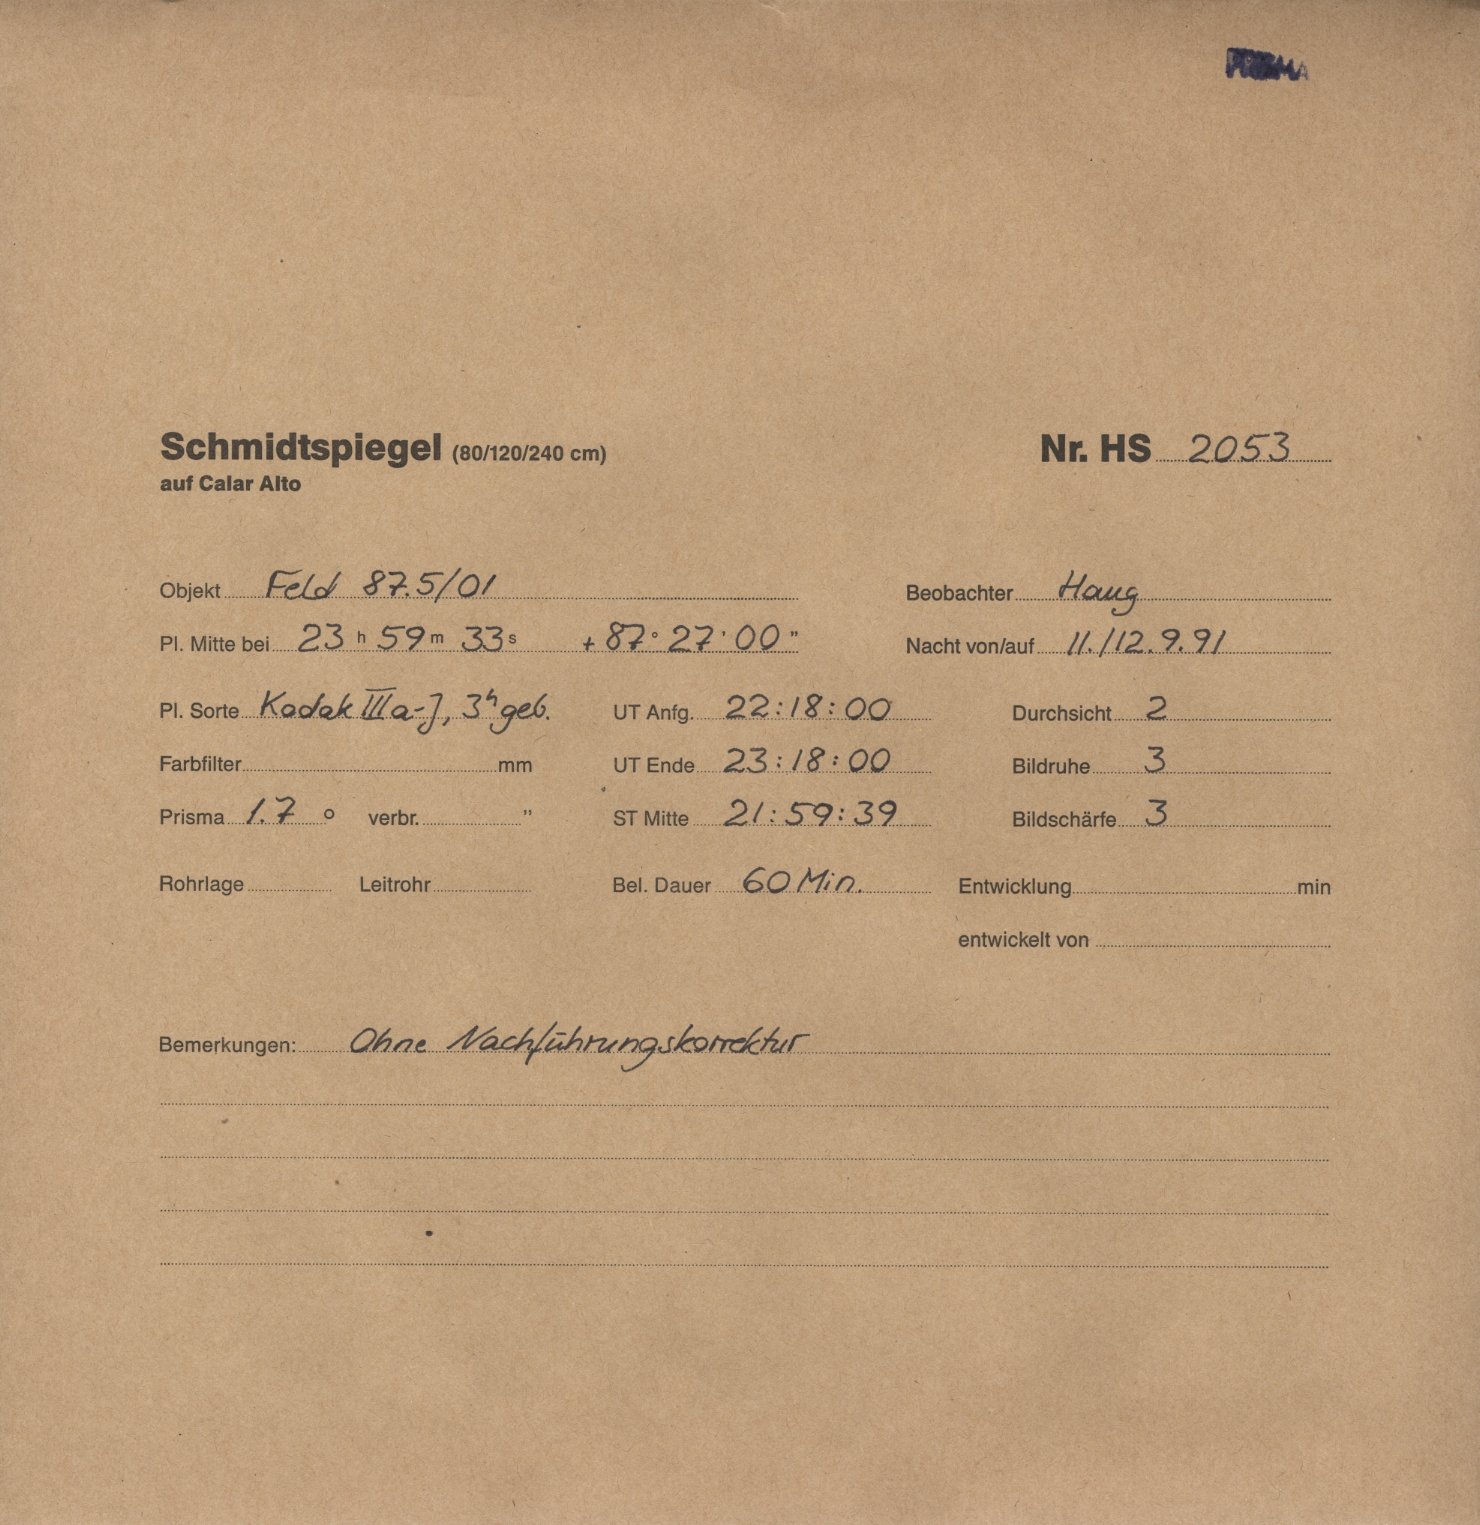 PRISMA
Schmidtspiegel (80/120/240 cm) Nr. HS 2053
auf Calar Alto
Objekt Feld 87.5/01 Beobachter Haug
Pl. Mitte bei 23 h 59 m 33 s + 87° 27' 00" Nacht von/auf 11./12.9.91
Pl. Sorte Kodak IIIa-J, 3h geb. UT Anfg. 22:18:00 Durchsicht 2
Farbfilter mm UT Ende 23:18:00 Bildruhe 3
Prisma 1.7 ° verbr. " ST Mitte 21:59:39 Bildschärfe 3
Rohrlage Leitrohr Bel. Dauer 60 Min. Entwicklung min
entwickelt von
Bemerkungen: Ohne Nachführungskorrektur